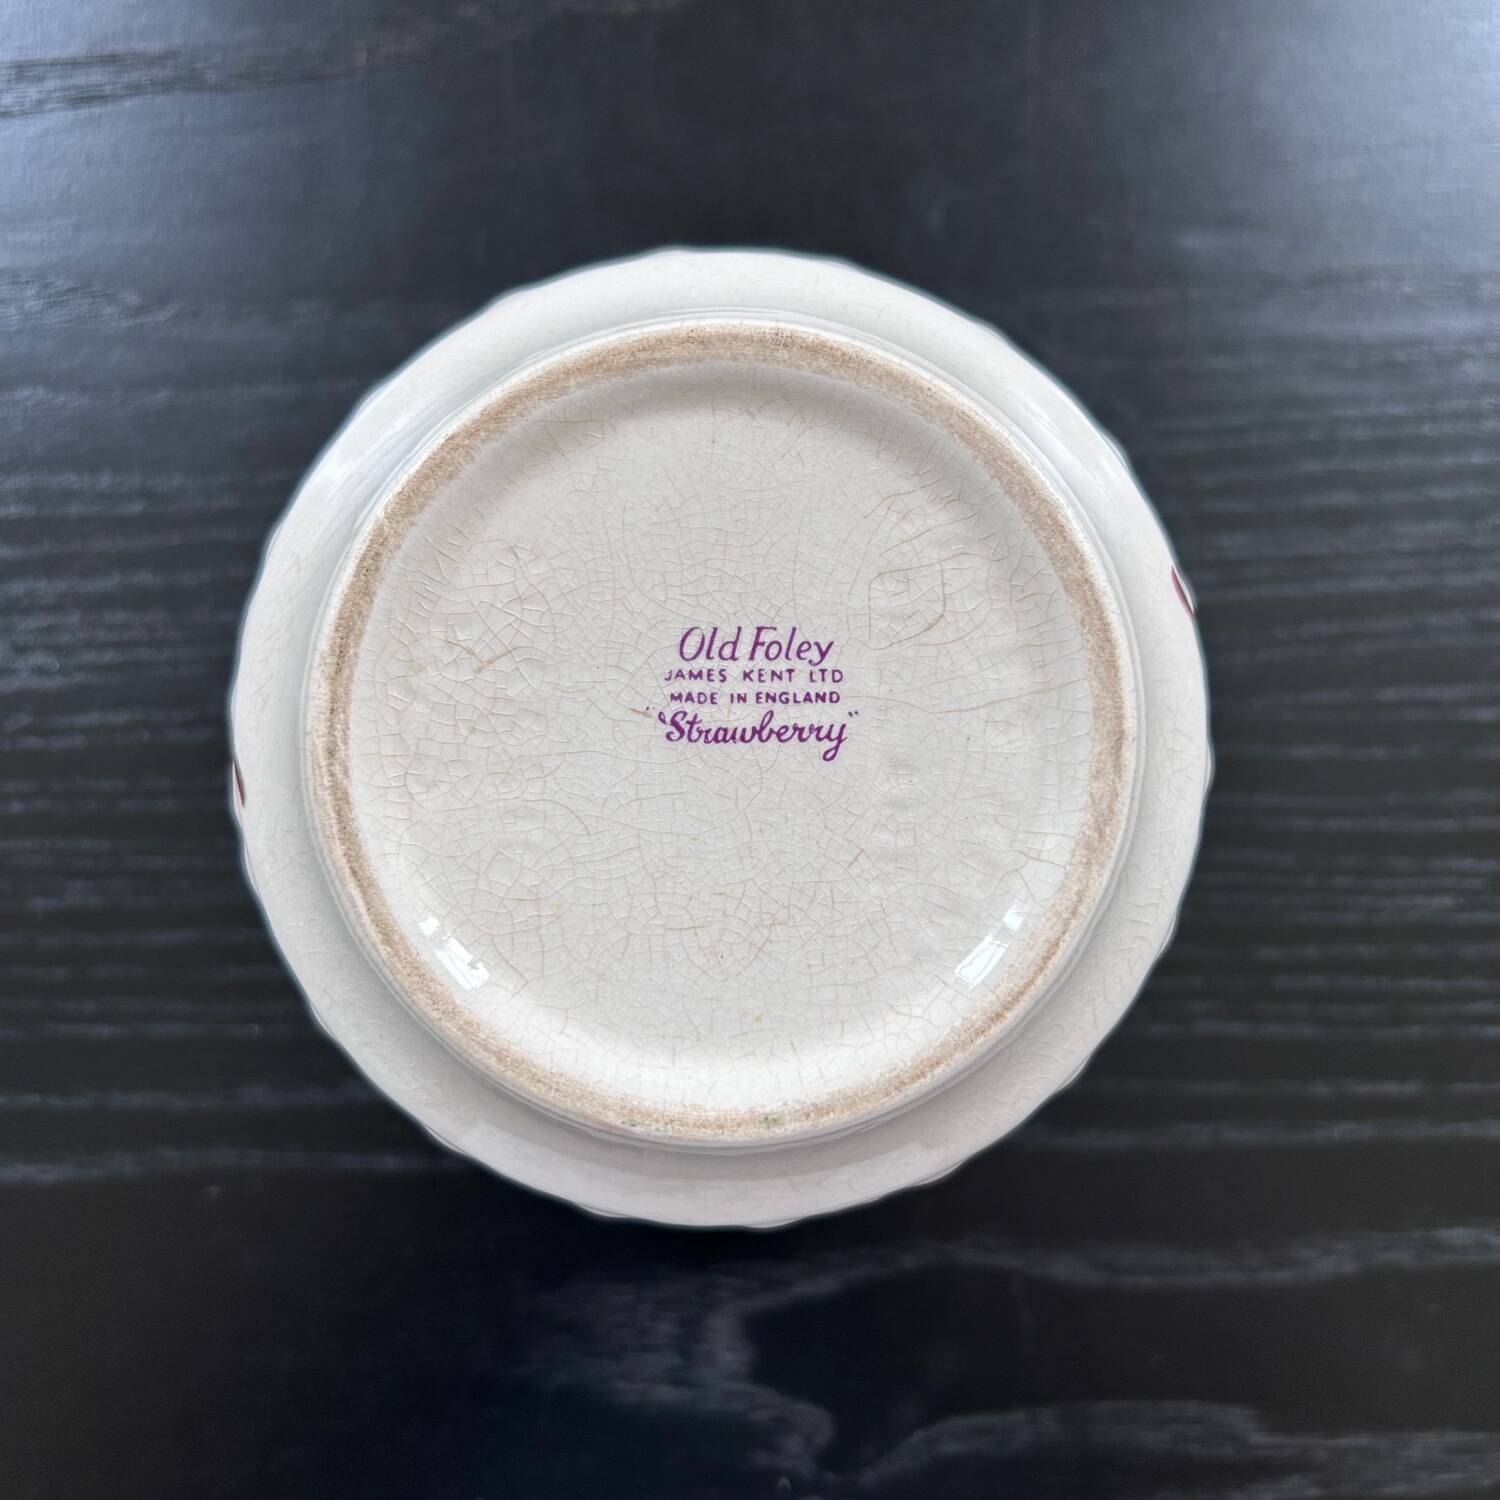 Old Foley
JAMES KENT LTD
MADE IN ENGLAND
"Strawberry"